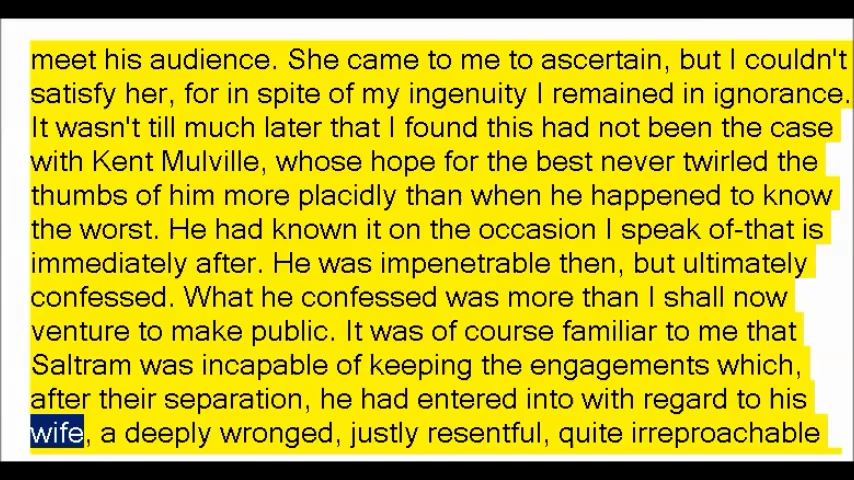 meet his audience. She came to me to ascertain, but I couldn't
satisfy her, for in spite of my ingenuity I remained in ignorance.
It wasn't till much later that I found this had not been the case
with Kent Mulville, whose hope for the best never twirled the
thumbs of him more placidly than when he happened to know
the worst. He had known it on the occasion I speak of-that is
immediately after. He was impenetrable then, but ultimately
confessed. What he confessed was more than I shall now
venture to make public. It was of course familiar to me that
Saltram was incapable of keeping the engagements which,
after their separation, he had entered into with regard to his
wife, a deeply wronged, justly resentful, quite irreproachable